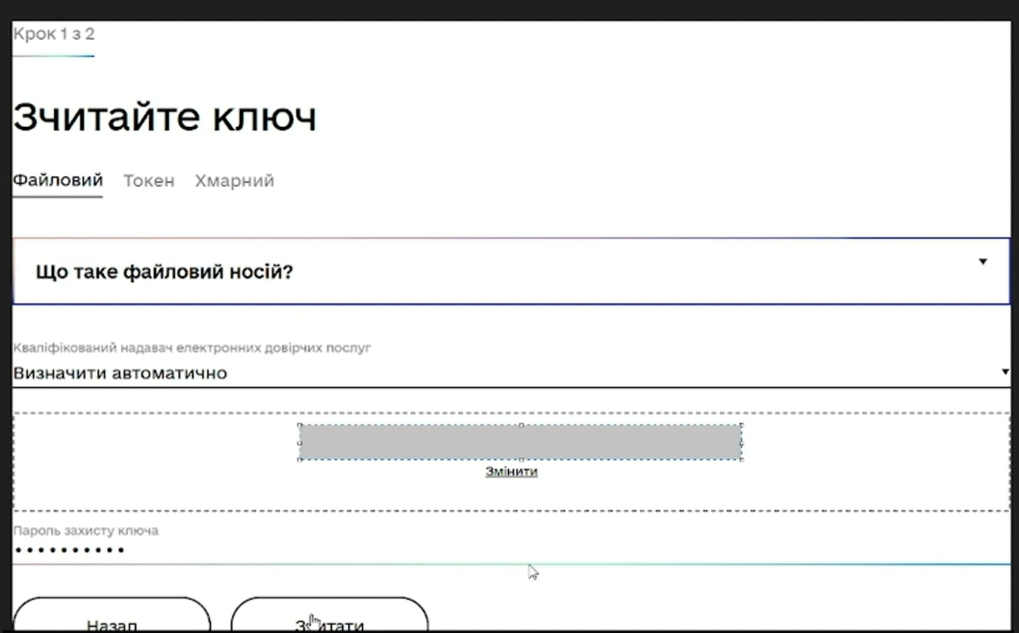 Крок 1 з 2
Зчитайте ключ
Файловий Токен Хмарний
Що таке файловий носій?
Кваліфікований надавач електронних довірчих послуг
Визначити автоматично
Змінити
Пароль захисту ключа
••••••••••
Назад Зчитати